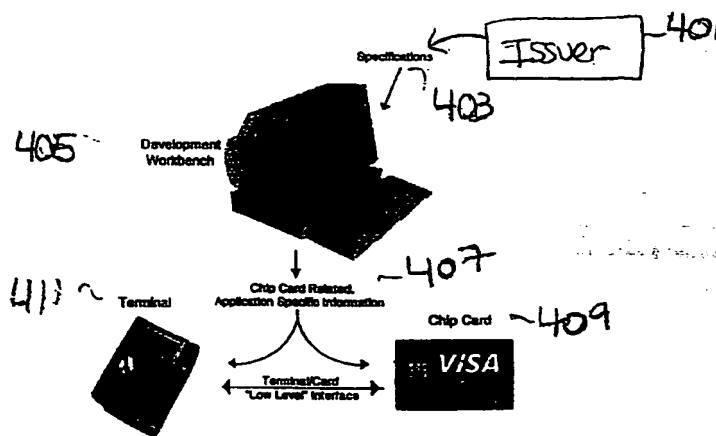 Issuer
401
Specifications
403
405
Development
Workbench
407
Chip Card Related,
Application Specific Information
Terminal
Chip Card
409
VISA
Terminal/Card
"Low Level" Interface